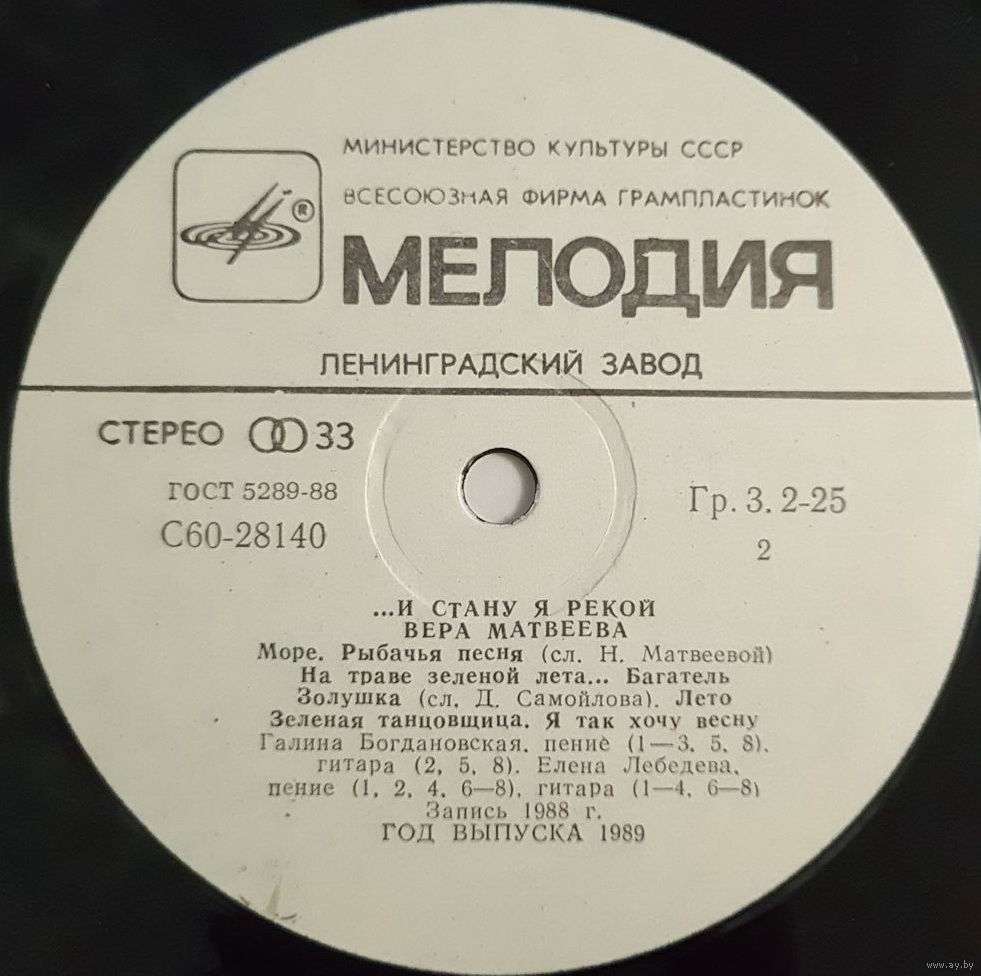 МИНИСТЕРСТВО КУЛЬТУРЫ СССР
ВСЕСОЮЗНАЯ ФИРМА ГРАМПЛАСТИНОК
®
МЕЛОДИЯ
ЛЕНИНГРАДСКИЙ ЗАВОД
СТЕРЕО 33
ГОСТ 5289-88
С60-28140
Гр. 3. 2-25
2
...И СТАНУ Я РЕКОЙ
ВЕРА МАТВЕЕВА
Море. Рыбачья песня (сл. Н. Матвеевой)
На траве зеленой лета... Багатель
Золушка (сл. Д. Самойлова). Лето
Зеленая танцовщица. Я так хочу весну
Галина Богдановская, пение (1—3, 5, 8),
гитара (2, 5, 8). Елена Лебедева,
пение (1, 2, 4, 6—8), гитара (1—4, 6—8)
Запись 1988 г.
ГОД ВЫПУСКА 1989
www.ay.by